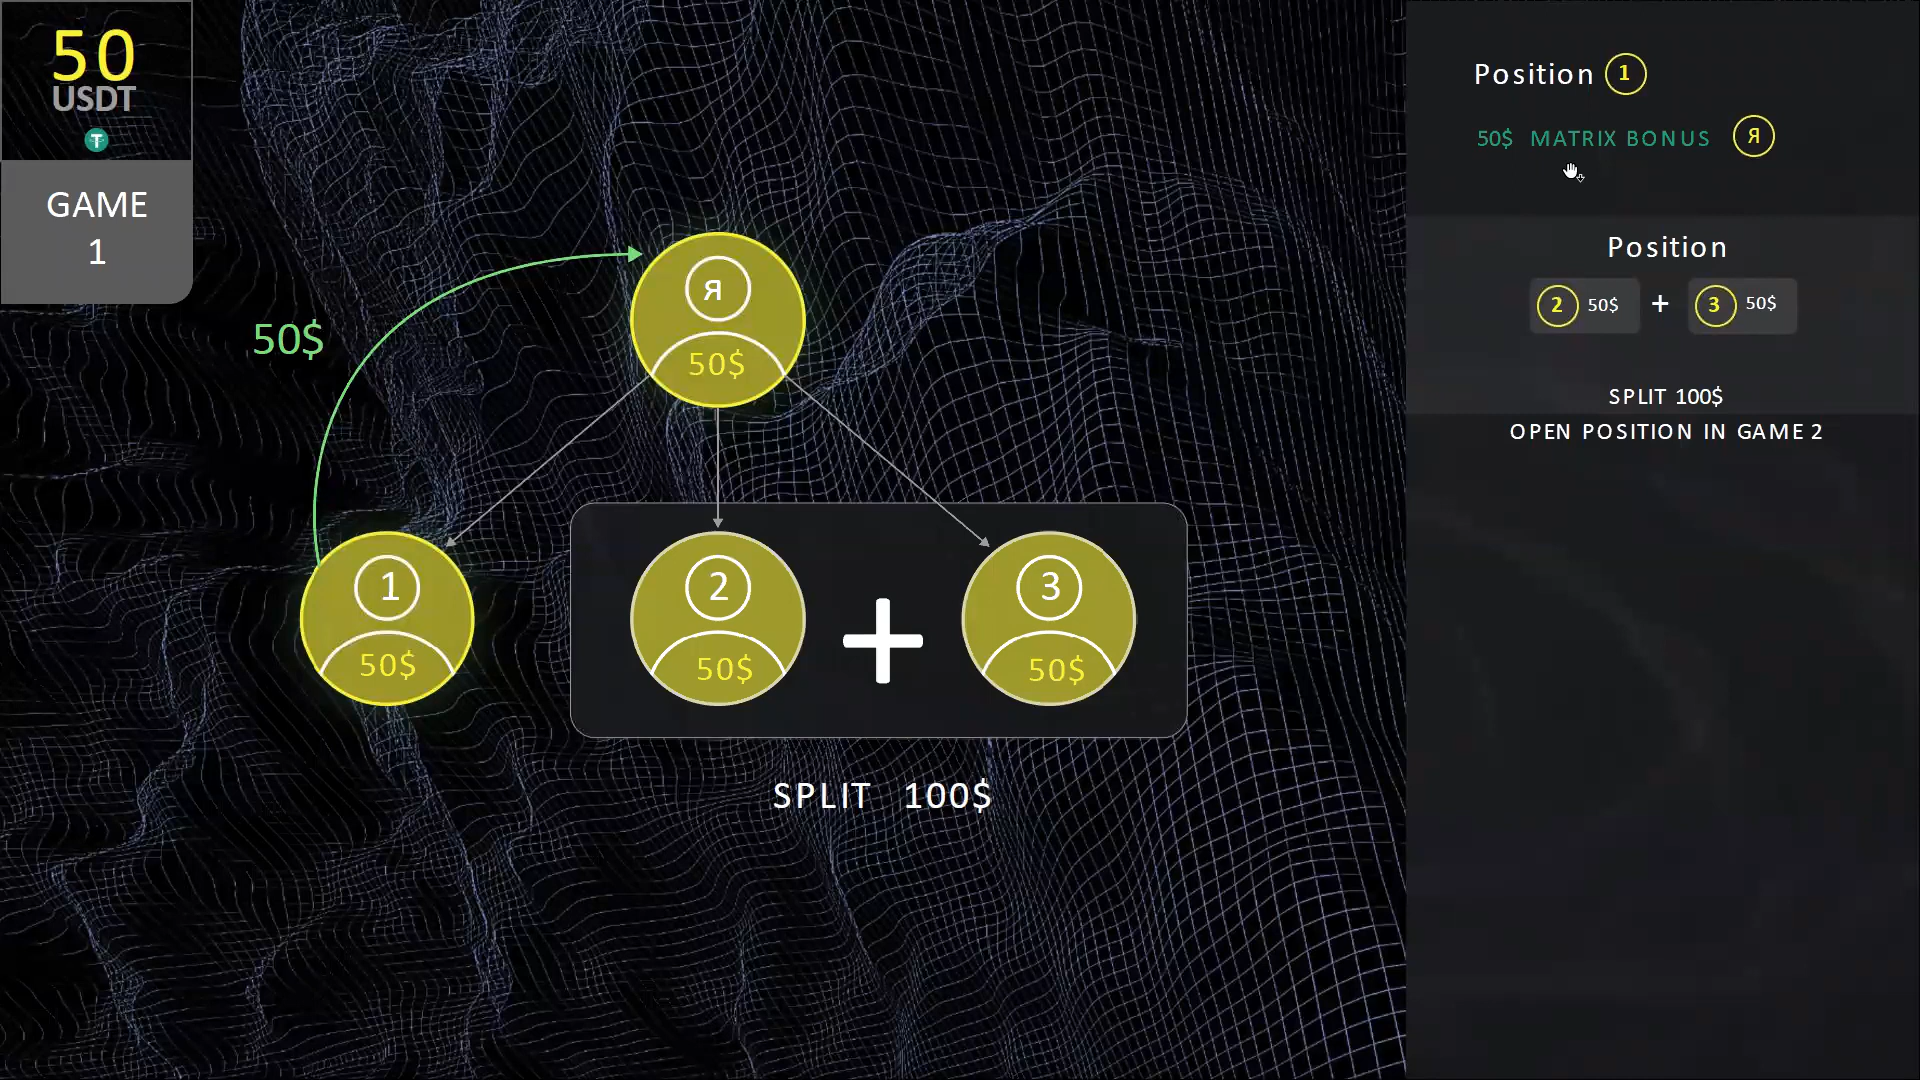 50
USDT
GAME
1
50$
Я
50$
1
50$
2
50$
+
3
50$
SPLIT 100$
Position 1
50$ MATRIX BONUS Я
Position
2 50$ + 3 50$
SPLIT 100$
OPEN POSITION IN GAME 2